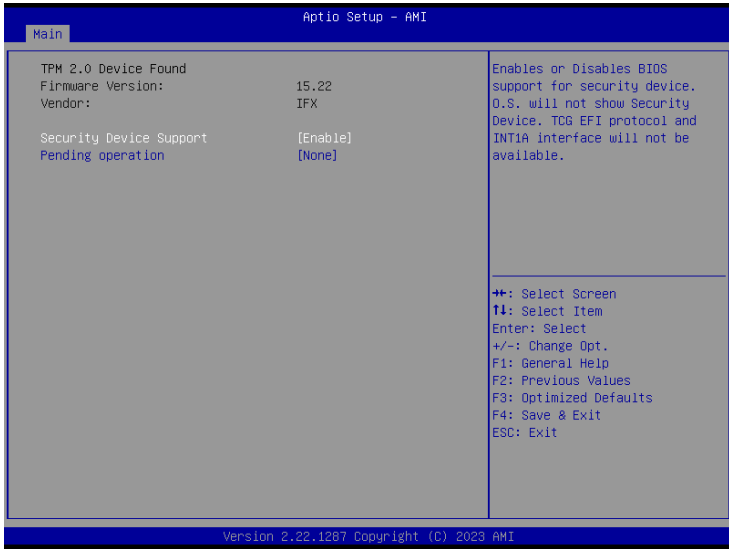 Aptio Setup – AMI
Main
TPM 2.0 Device Found
Firmware Version: 15.22
Vendor: IFX
Security Device Support [Enable]
Pending operation [None]
Enables or Disables BIOS
support for security device.
O.S. will not show Security
Device. TCG EFI protocol and
INT1A interface will not be
available.
→←: Select Screen
↑↓: Select Item
Enter: Select
+/-: Change Opt.
F1: General Help
F2: Previous Values
F3: Optimized Defaults
F4: Save & Exit
ESC: Exit
Version 2.22.1287 Copyright (C) 2023 AMI